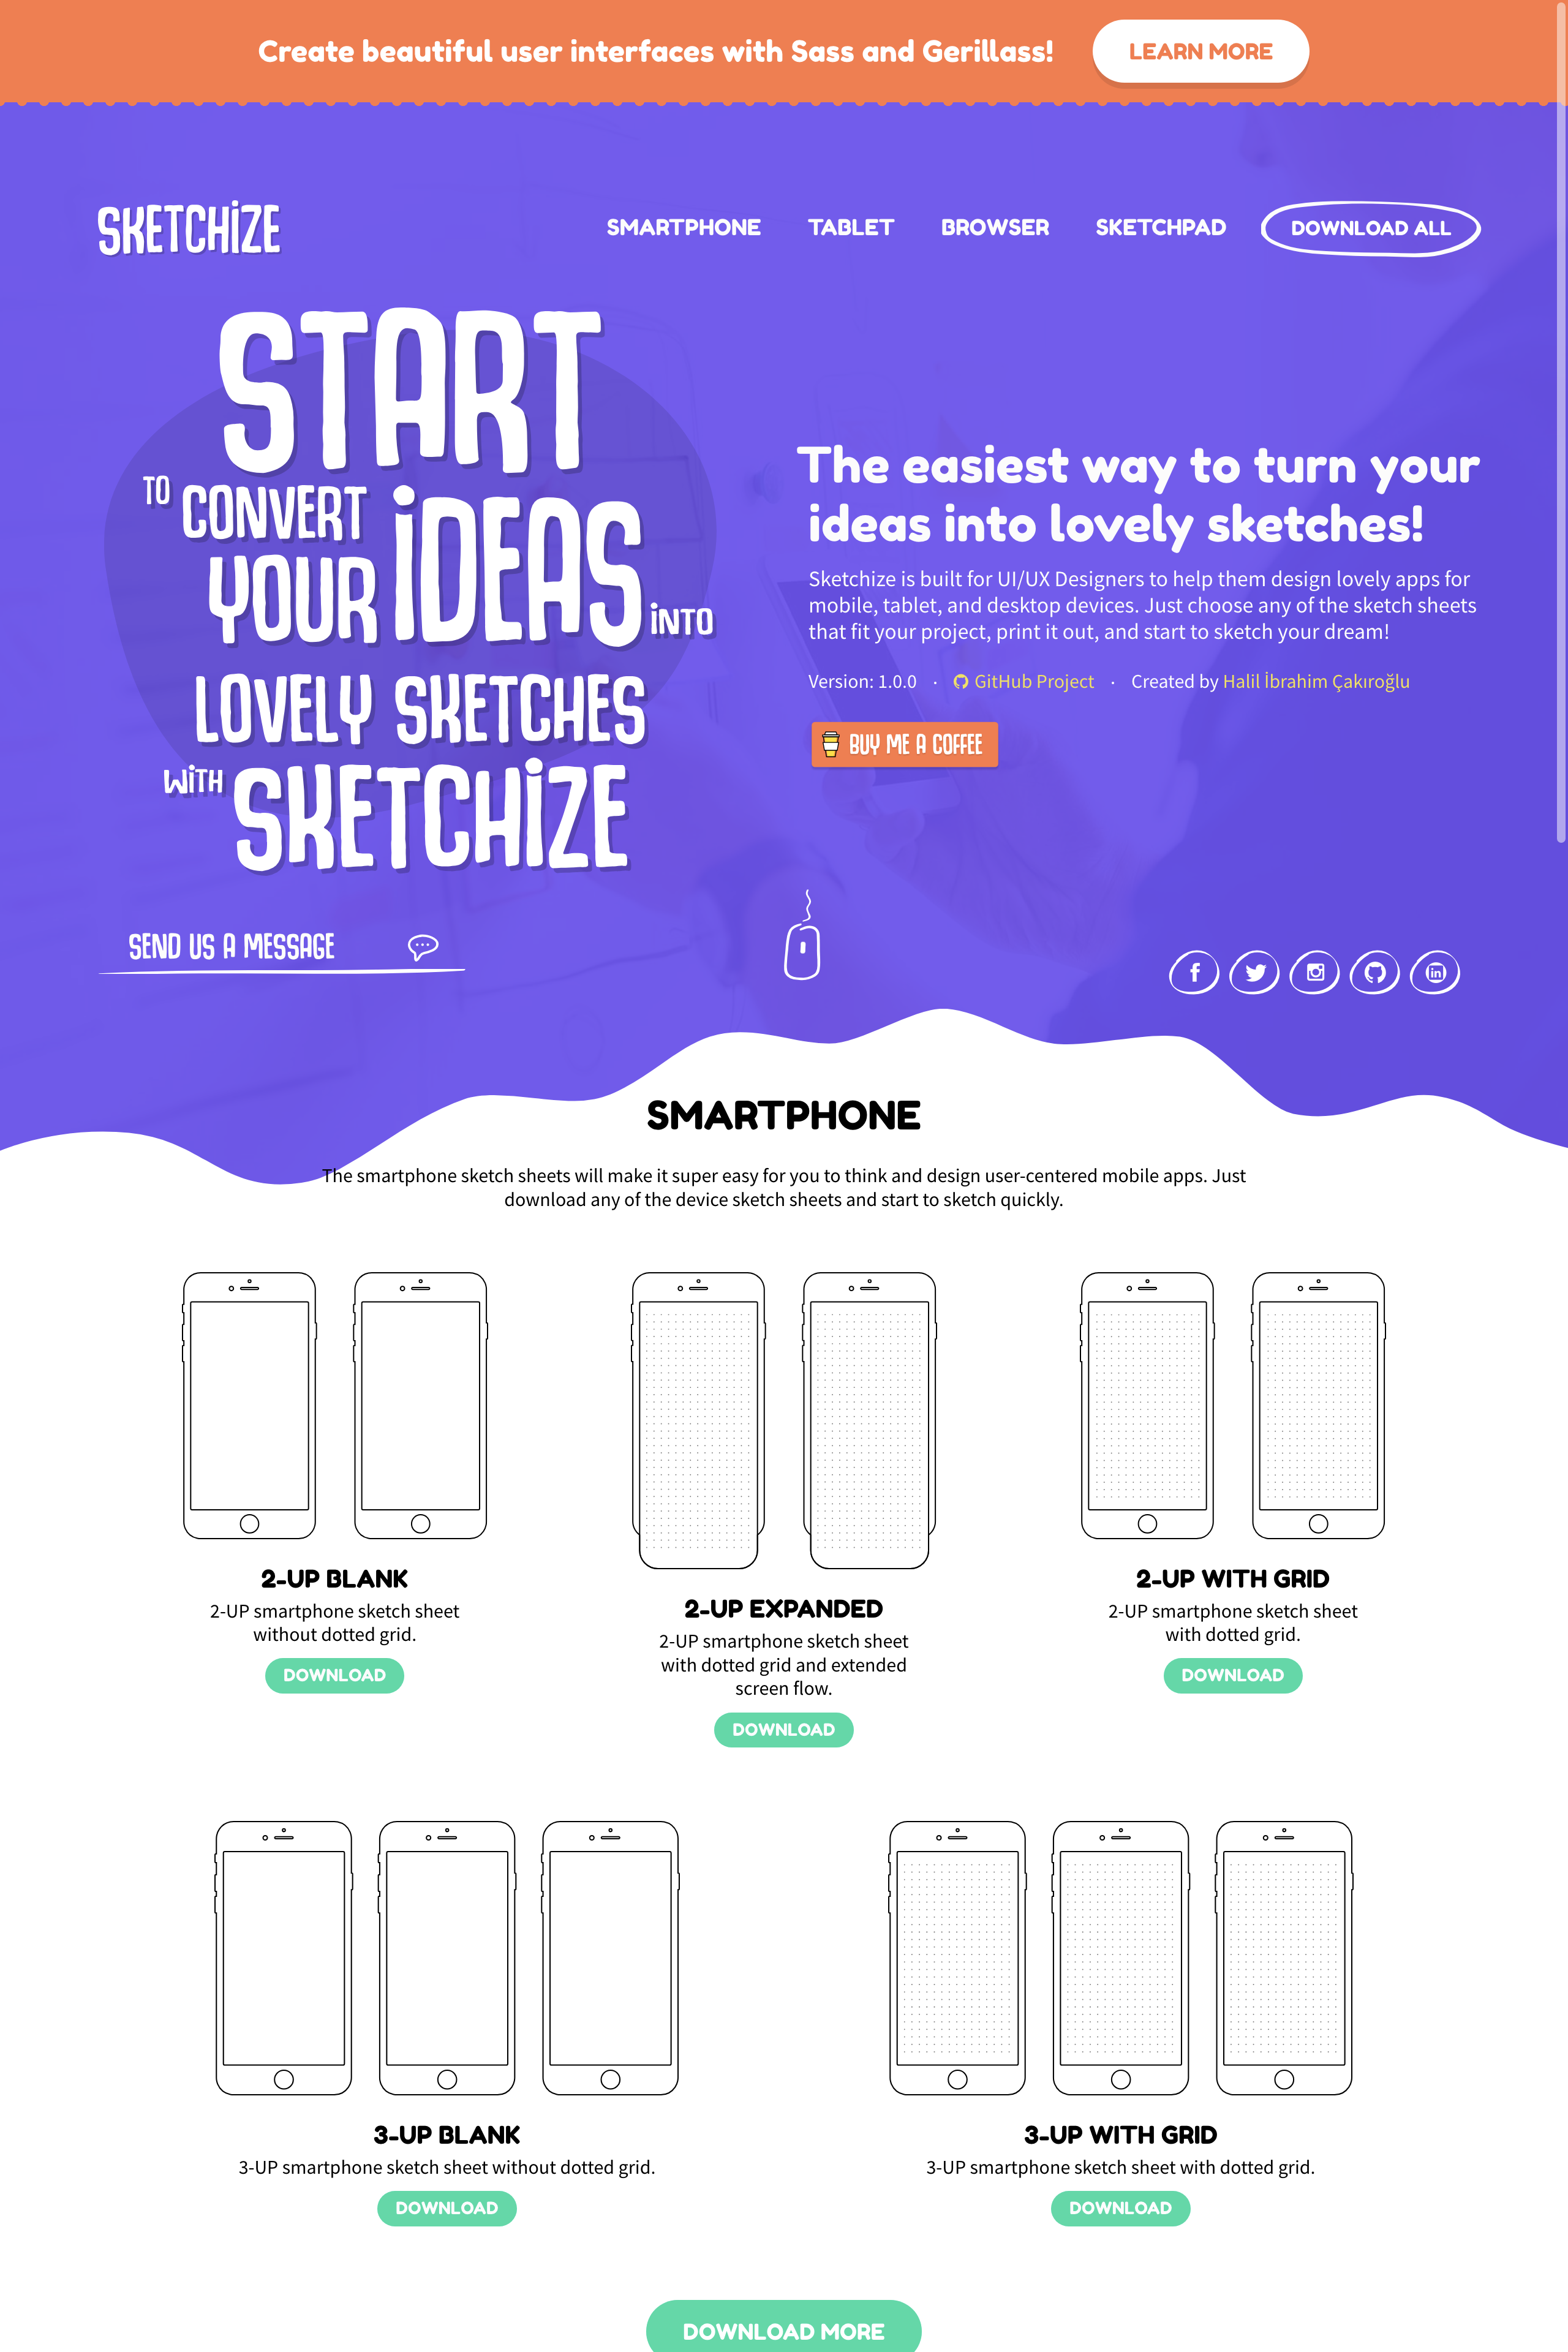 Create beautiful user interfaces with Sass and Gerillass!
LEARN MORE
SKETCHiZE
SMARTPHONE
TABLET
BROWSER
SKETCHPAD
DOWNLOAD ALL
START
TO CONVERT
YOUR iDEAS iNTO
LOVELY SKETCHES
WiTH SKETCHiZE
The easiest way to turn your
ideas into lovely sketches!
Sketchize is built for UI/UX Designers to help them design lovely apps for
mobile, tablet, and desktop devices. Just choose any of the sketch sheets
that fit your project, print it out, and start to sketch your dream!
Version: 1.0.0 · GitHub Project · Created by Halil İbrahim Çakıroğlu
BUY ME A COFFEE
SEND US A MESSAGE
SMARTPHONE
The smartphone sketch sheets will make it super easy for you to think and design user-centered mobile apps. Just
download any of the device sketch sheets and start to sketch quickly.
2-UP BLANK
2-UP smartphone sketch sheet
without dotted grid.
DOWNLOAD
2-UP EXPANDED
2-UP smartphone sketch sheet
with dotted grid and extended
screen flow.
DOWNLOAD
2-UP WITH GRID
2-UP smartphone sketch sheet
with dotted grid.
DOWNLOAD
3-UP BLANK
3-UP smartphone sketch sheet without dotted grid.
DOWNLOAD
3-UP WITH GRID
3-UP smartphone sketch sheet with dotted grid.
DOWNLOAD
DOWNLOAD MORE